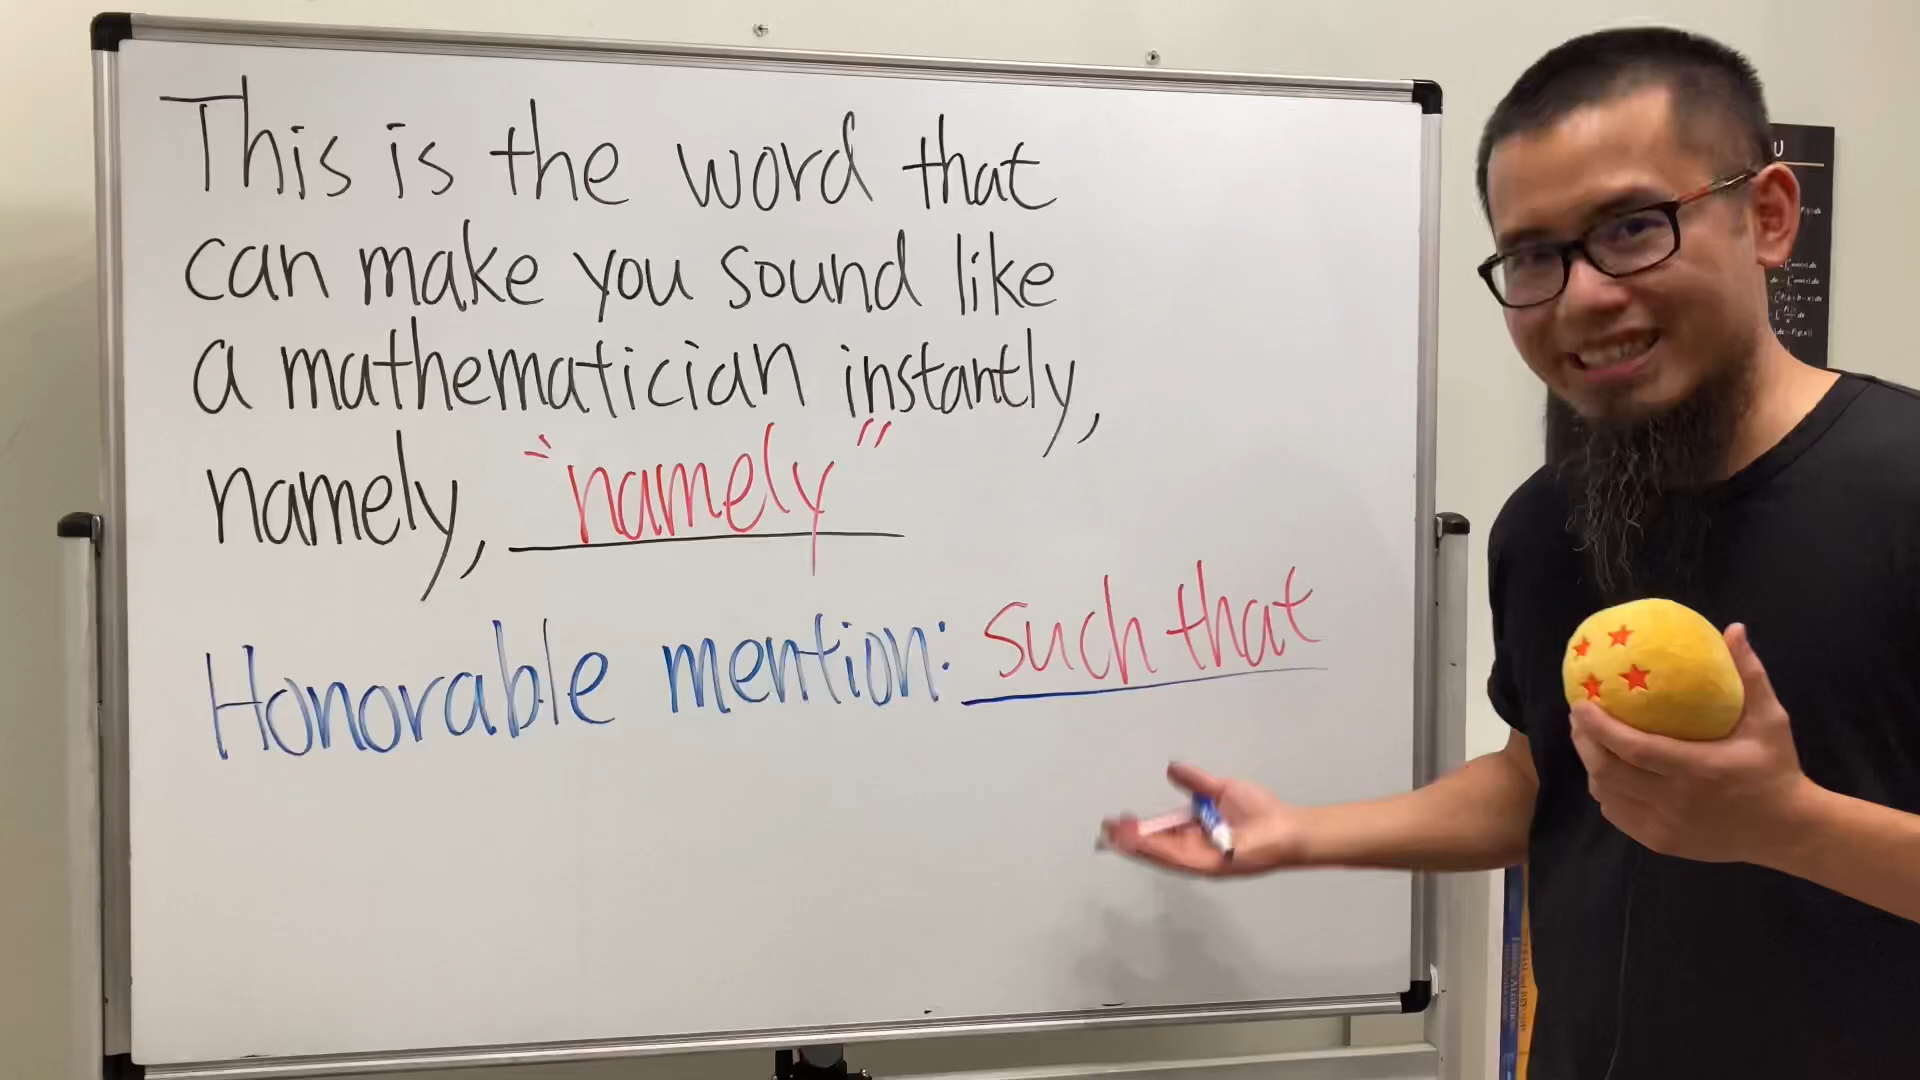 This is the word that
can make you sound like
a mathematician instantly,
namely, "namely"
Honorable mention: such that
U